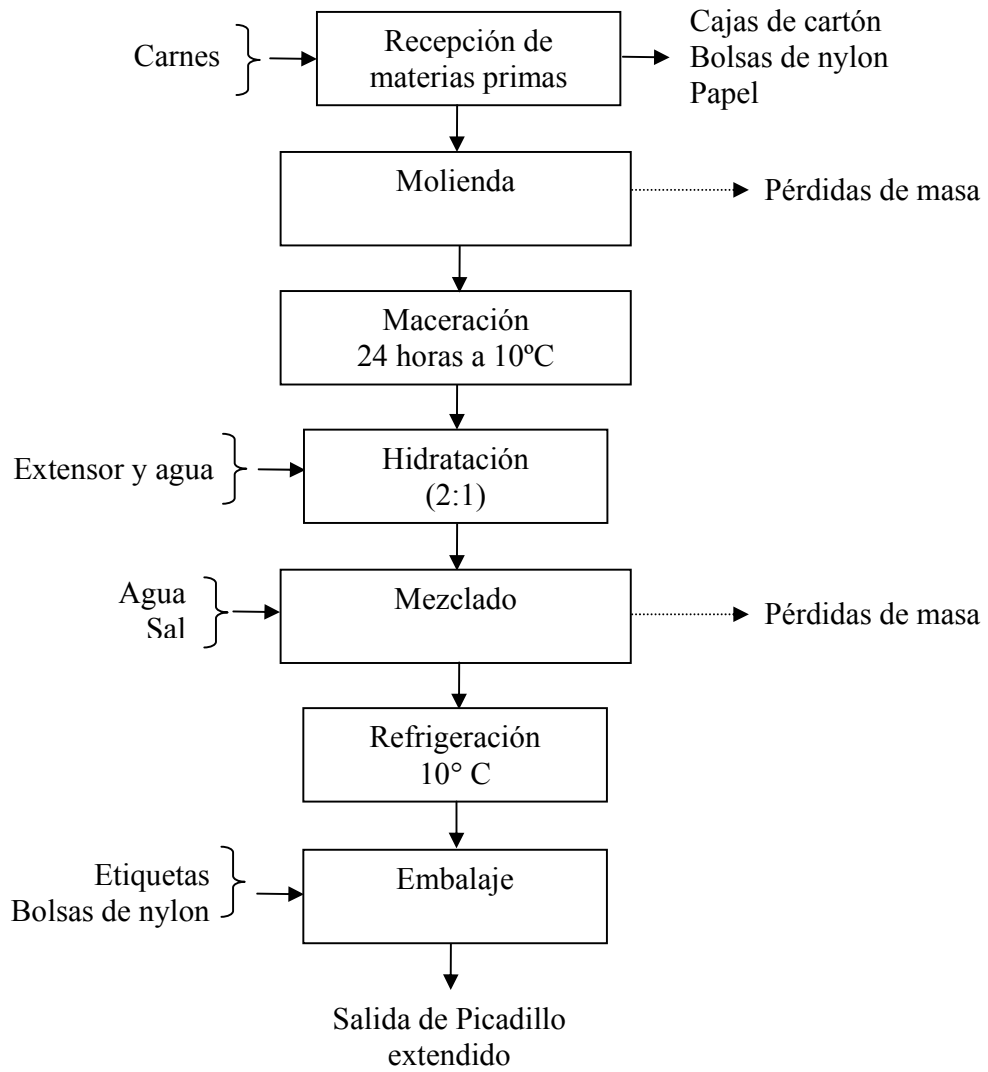 Carnes
Recepción de
materias primas
Cajas de cartón
Bolsas de nylon
Papel
Molienda
Pérdidas de masa
Maceración
24 horas a 10ºC
Extensor y agua
Hidratación
(2:1)
Agua
Sal
Mezclado
Pérdidas de masa
Refrigeración
10° C
Etiquetas
Bolsas de nylon
Embalaje
Salida de Picadillo
extendido